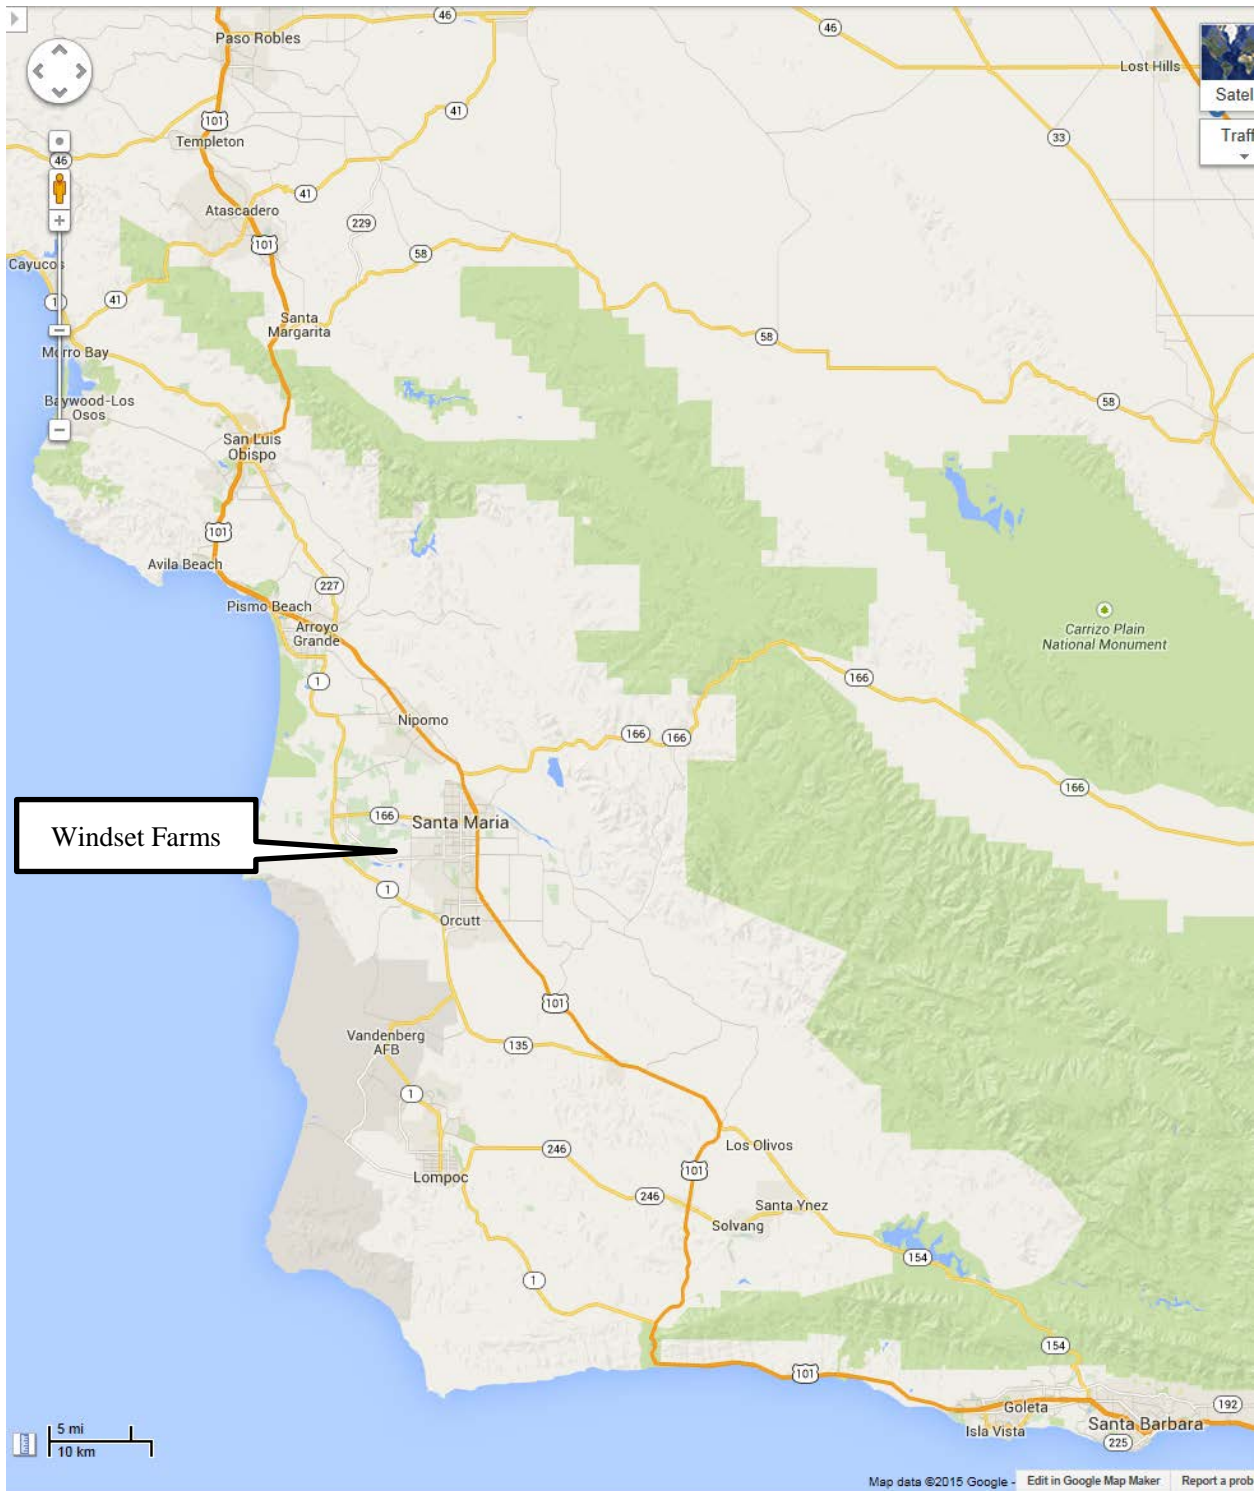 46
46
Paso Robles
Lost Hills
Satel
Traff
101
41
33
Templeton
46
41
Atascadero
229
101
58
Cayucos
1
41
Santa
Margarita
58
Morro Bay
Baywood-Los
Osos
58
San Luis
Obispo
101
Avila Beach
227
Pismo Beach
Arroyo
Grande
Carrizo Plain
National Monument
1
166
Nipomo
166
166
166
166
Santa Maria
Windset Farms
1
Orcutt
101
Vandenberg
AFB
135
1
Los Olivos
246
101
Lompoc
246
Santa Ynez
Solvang
154
1
154
101
Goleta
192
Isla Vista
Santa Barbara
225
5 mi
10 km
Map data ©2015 Google -
Edit in Google Map Maker
Report a prob